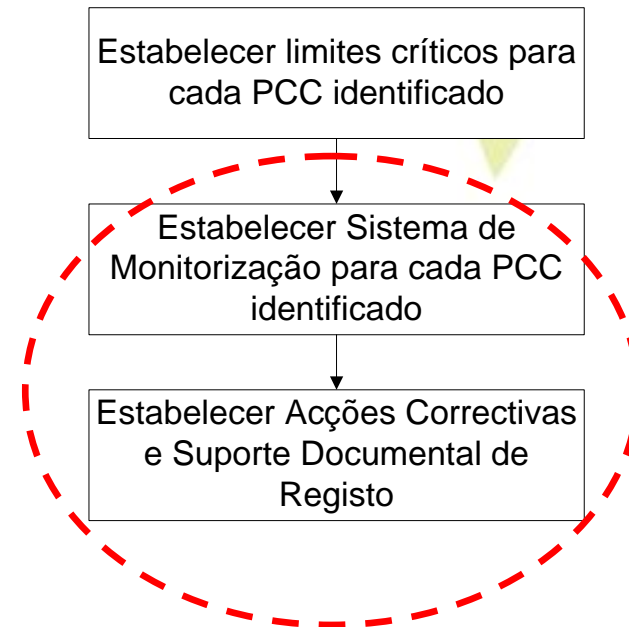 Estabelecer limites críticos para
cada PCC identificado
Estabelecer Sistema de
Monitorização para cada PCC
identificado
Estabelecer Acções Correctivas
e Suporte Documental de
Registo